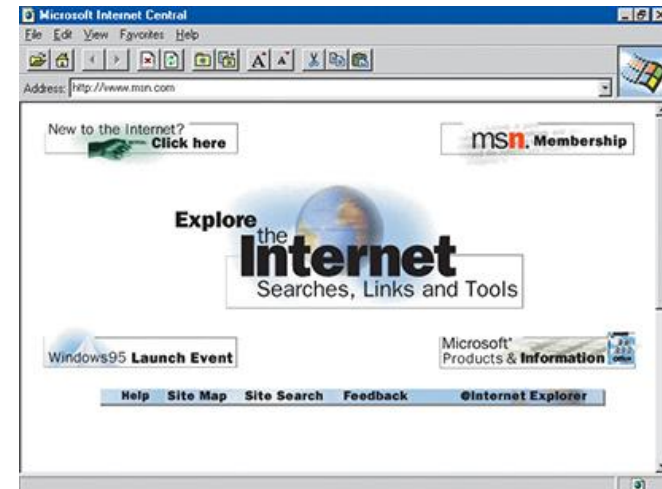 Microsoft Internet Central
File Edit View Favorites Help
Address: http://www.msn.com
New to the Internet?
Click here
msn. Membership
Explore
the
Internet
Searches, Links and Tools
Windows95 Launch Event
Microsoft®
Products & Information
Help Site Map Site Search Feedback @Internet Explorer